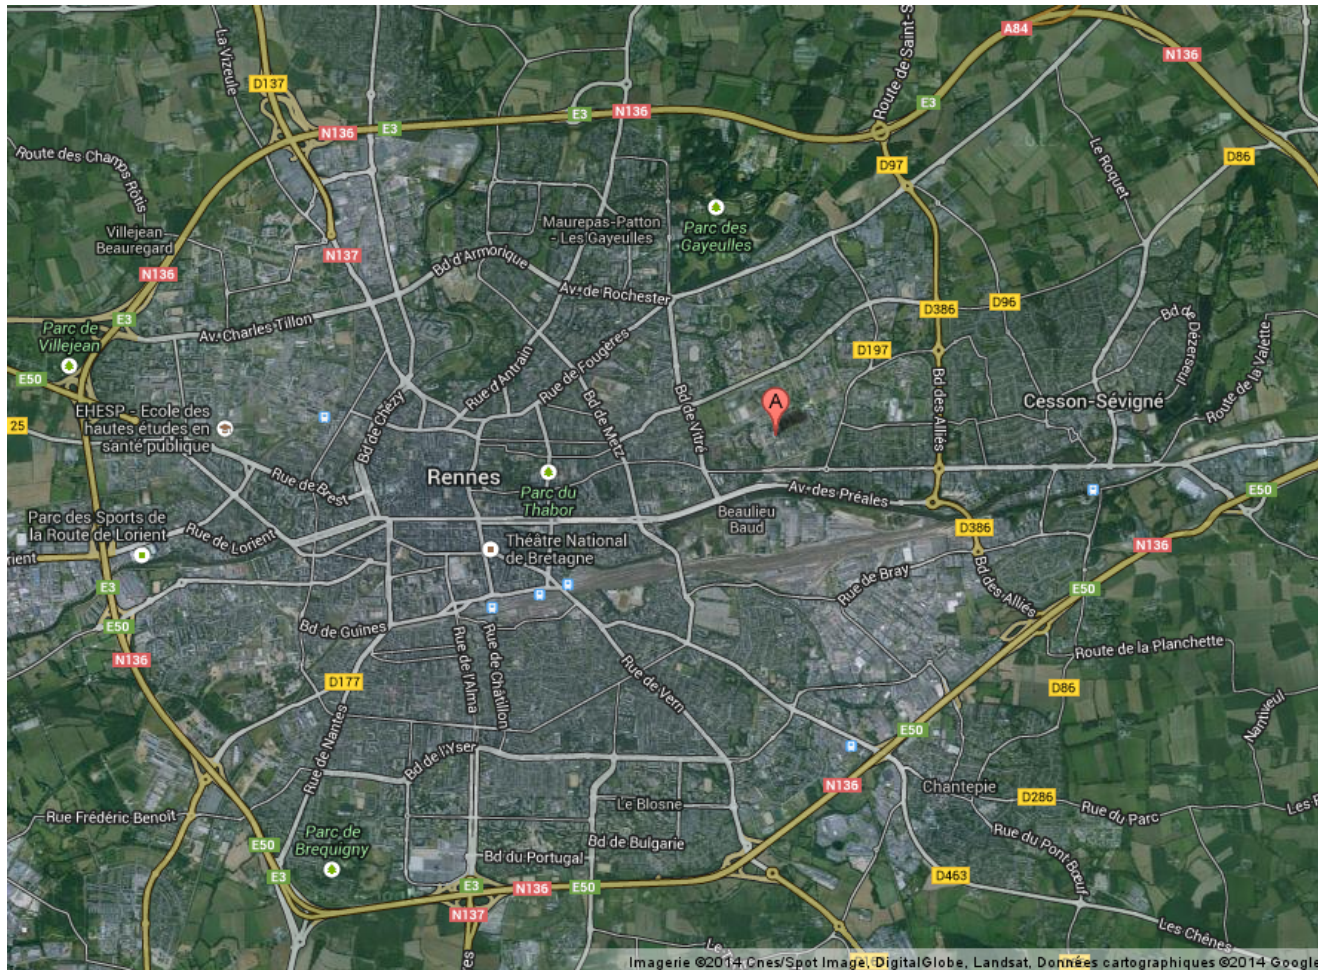 A84
N136
La Vizeule
D137
E3
N136
E3
N136
E3
Route de Saint-S
D97
Le Roquet
D86
Route des Champs Rôtis
Villejean
Beauregard
Maurepas-Patton
- Les Gayeulles
Parc des
Gayeulles
N137
Bd d'Armorique
N136
Av. de Rochester
E3
Av. Charles Tillon
D386
D96
Bd de Dézerseul
Route de la Valette
Parc de
Villejean
E50
Rue d'Antrain
Rue de Fougères
D197
Bd des Alliés
A
Cesson-Sévigné
Bd de Chézy
Bd de Metz
Bd de Vitré
25
EHESP - Ecole des
hautes études en
santé publique
Rennes
Rue de Brest
Parc du
Thabor
Av. des Préales
E50
Beaulieu
Baud
Parc des Sports de
la Route de Lorient
Rue de Lorient
rient
Théâtre National
de Bretagne
D386
N136
Rue de Bray
Bd des Alliés
E3
E50
E50
Bd de Guines
Rue de l'Alma
Rue de Châtillon
Rue de Vern
Route de la Planchette
N136
D177
D86
Nantiveul
Rue de Nantes
E50
Bd de l'Yser
N136
Chantepie
Le Blosne
D286
Rue du Parc
Les R
Rue Frédéric Benoît
Parc de
Brequigny
Rue du Pont Bœuf
E50
E3
Bd du Portugal
Bd de Bulgarie
E3
N136
E50
D463
N137
Les Chênes
Le
Imagerie ©2014 Cnes/Spot Image, DigitalGlobe, Landsat, Données cartographiques ©2014 Google